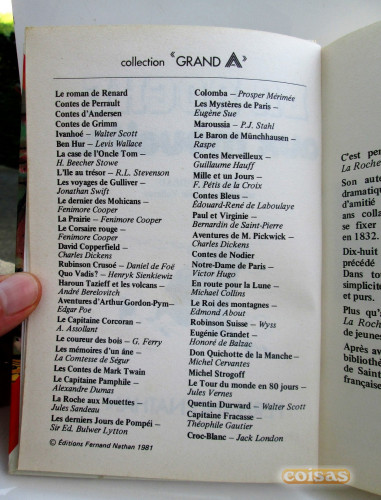 collection "GRAND A"
Le roman de Renard
Contes de Perrault
Contes d'Andersen
Contes de Grimm
Ivanhoé – Walter Scott
Ben Hur – Levis Wallace
La case de l'Oncle Tom –
H. Beecher Stowe
L'Ile au trésor – R.L. Stevenson
Les voyages de Gulliver –
Jonathan Swift
Le dernier des Mohicans –
Fenimore Cooper
La Prairie – Fenimore Cooper
Le Corsaire rouge –
Fenimore Cooper
David Copperfield –
Charles Dickens
Robinson Crusoé – Daniel de Foë
Quo Vadis? – Henryk Sienkiewiz
Haroun Tazieff et les volcans –
André Berelovitch
Aventures d'Arthur Gordon-Pym–
Edgar Poe
Le Capitaine Corcoran –
A. Assollant
Le coureur des bois – G. Ferry
Les mémoires d'un âne –
La Comtesse de Ségur
Les Contes de Mark Twain
Le Capitaine Pamphile –
Alexandre Dumas
La Roche aux Mouettes –
Jules Sandeau
Les derniers Jours de Pompéi –
Sir Ed. Bulwer Lytton
© Éditions Fernand Nathan 1981
Colomba – Prosper Mérimée
Les Mystères de Paris –
Eugène Sue
Maroussia – P.J. Stahl
Le Baron de Münchhausen –
Raspe
Contes Merveilleux –
Guillaume Hauff
Mille et un Jours –
F. Pétis de la Croix
Contes Bleus –
Edouard-René de Laboulaye
Paul et Virginie –
Bernardin de Saint-Pierre
Aventures de M. Pickwick –
Charles Dickens
Contes de Nodier
Notre-Dame de Paris –
Victor Hugo
En route pour la Lune –
Michael Collins
Le Roi des montagnes –
Edmond About
Robinson Suisse – Wyss
Eugénie Grandet –
Honoré de Balzac
Don Quichotte de la Manche –
Michel Cervantes
Michel Strogoff
Le Tour du monde en 80 jours –
Jules Vernes
Quentin Durward – Walter Scott
Capitaine Fracasse –
Théophile Gautier
Croc-Blanc – Jack London
C'est
La Roche
Son
dramatique
d'amitié
ans
se fixer
en 1832.
Dix-huit
précédé
Dans
simplicité
et purs.
Plus qu'
de
Après
bibliothè
de Saint
française
coisas